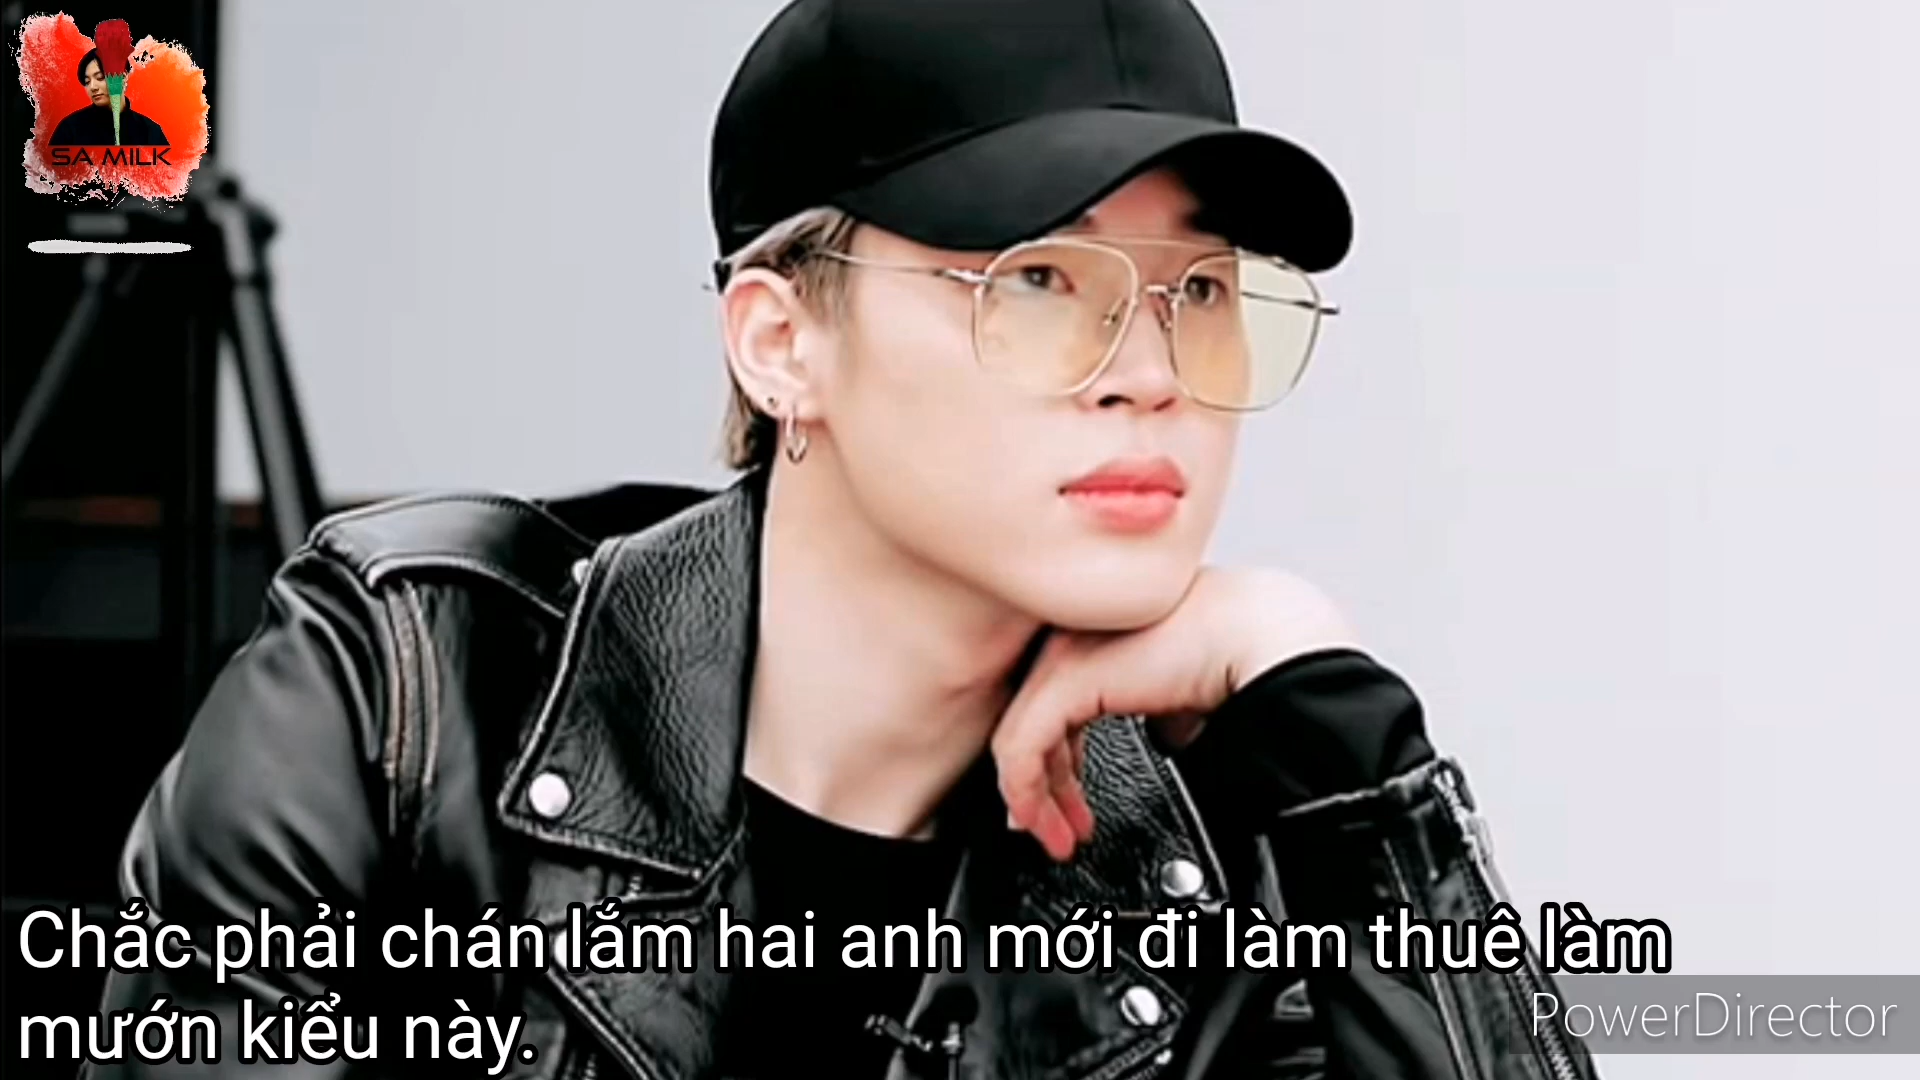 SA MILK
Chắc phải chán lắm hai anh mới đi làm thuê làm
mướn kiểu này.
PowerDirector